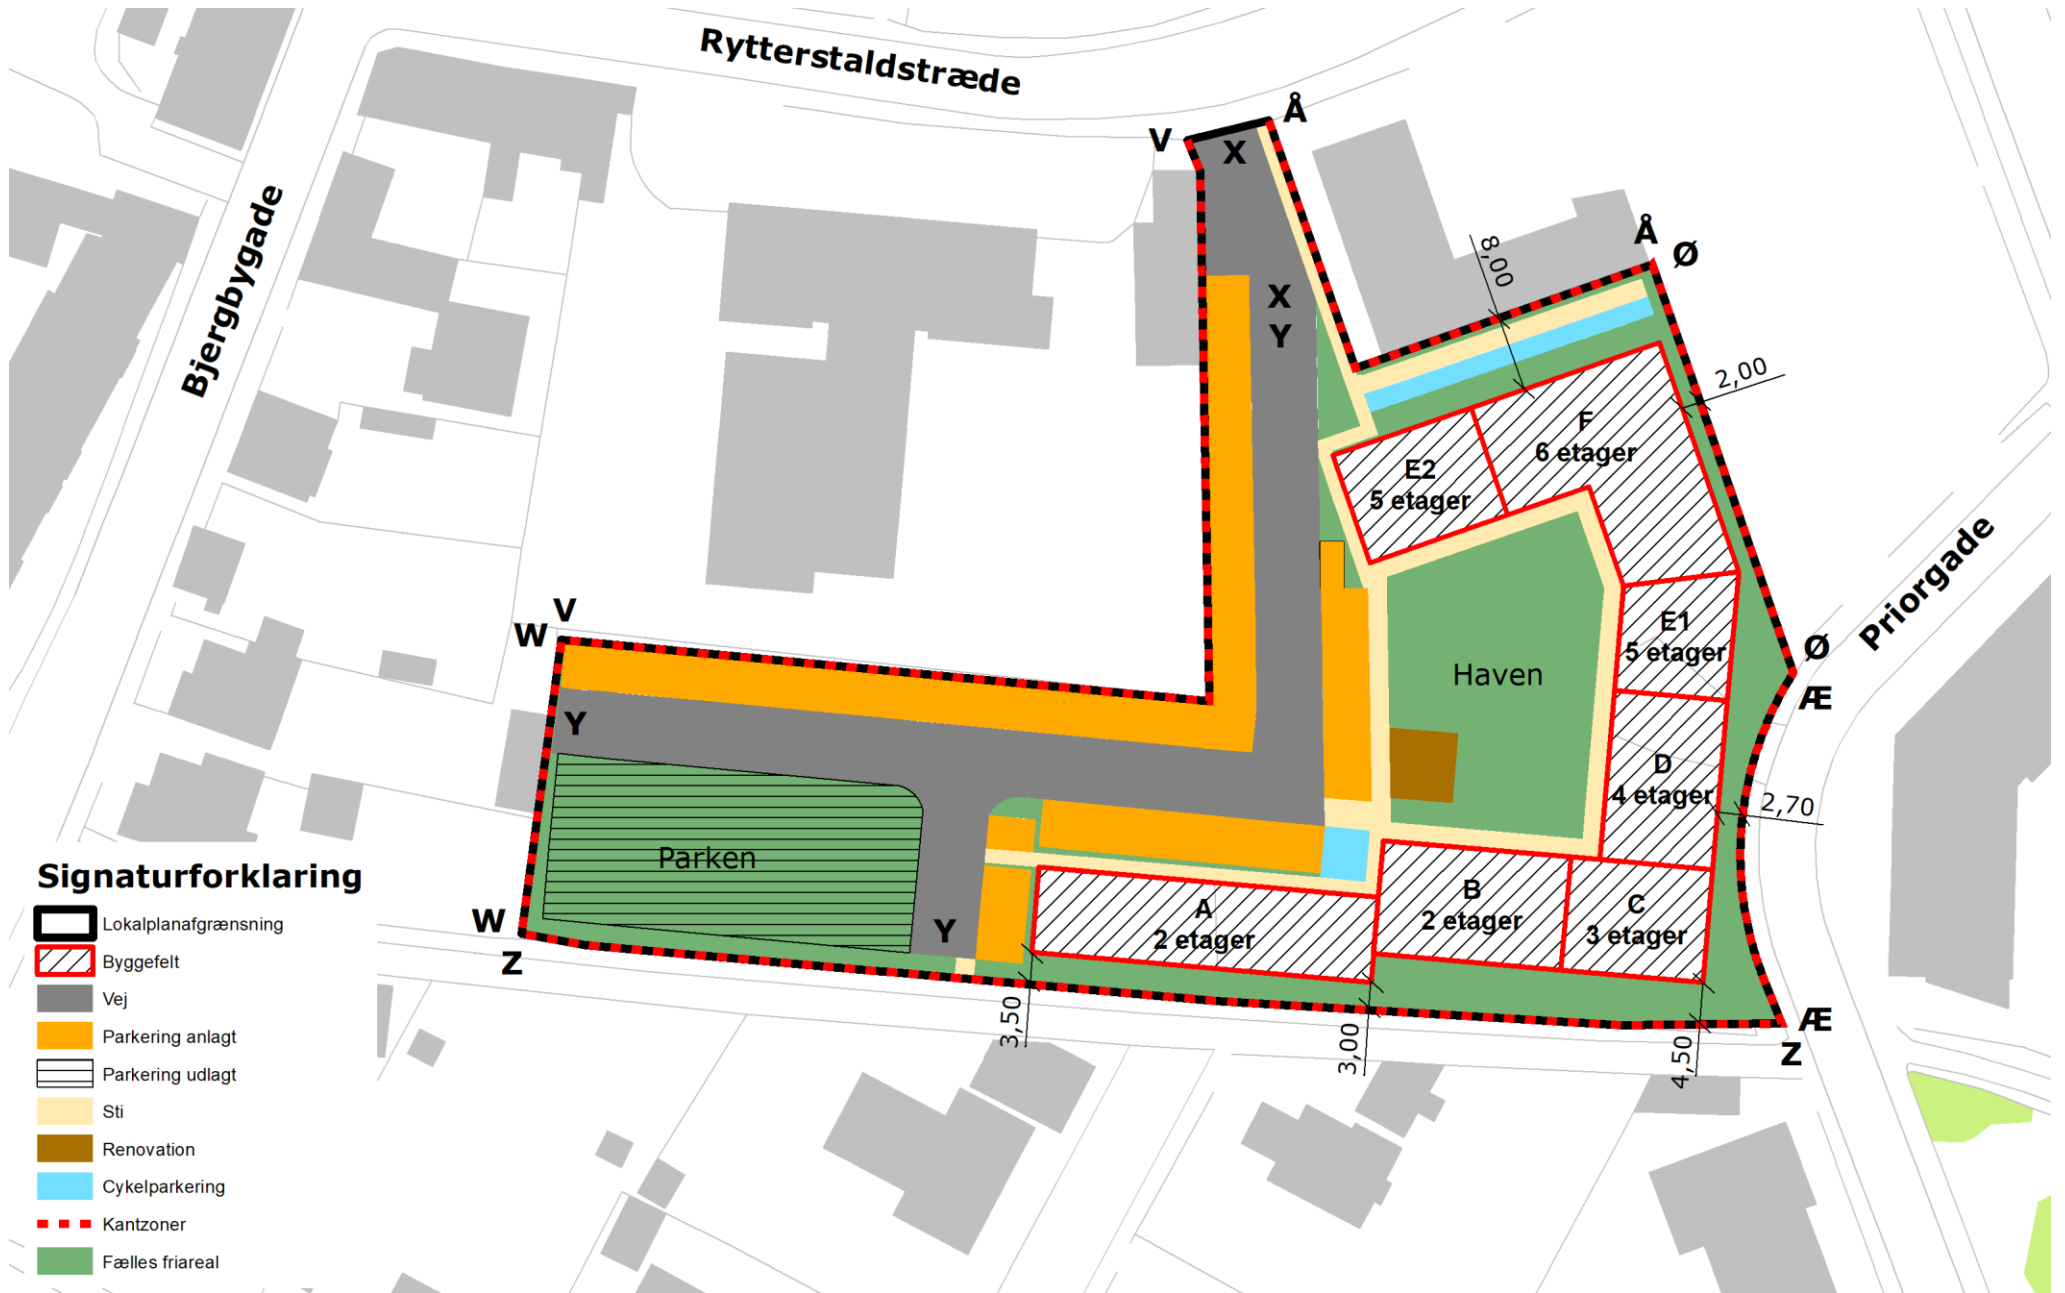 Rytterstaldstræde
Bjergbygade
Priorgade
V
Å
X
X
Y
Å
Ø
8,00
2,00
F
6 etager
E2
5 etager
E1
5 etager
Haven
Ø
Æ
D
4 etager
2,70
V
W
Y
Parken
W
Z
Y
A
2 etager
B
2 etager
C
3 etager
3,50
3,00
4,50
Æ
Z
Signaturforklaring
Lokalplanafgrænsning
Byggefelt
Vej
Parkering anlagt
Parkering udlagt
Sti
Renovation
Cykelparkering
Kantzoner
Fælles friareal